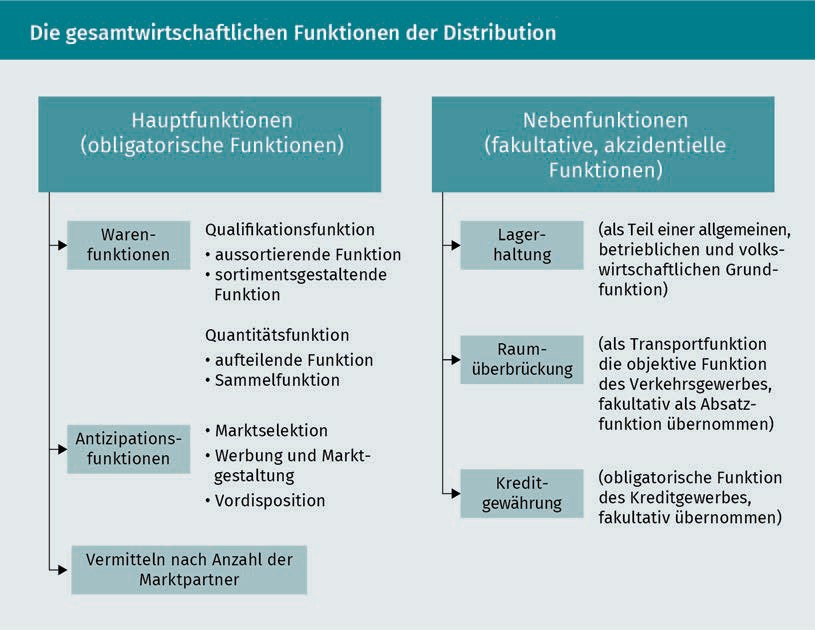 Die gesamtwirtschaftlichen Funktionen der Distribution
Hauptfunktionen
(obligatorische Funktionen)
Waren-
funktionen
Qualifikationsfunktion
• aussortierende Funktion
• sortimentsgestaltende
Funktion
Quantitätsfunktion
• aufteilende Funktion
• Sammelfunktion
Antizipations-
funktionen
• Marktselektion
• Werbung und Markt-
gestaltung
• Vordisposition
Vermitteln nach Anzahl der
Marktpartner
Nebenfunktionen
(fakultative, akzidentielle
Funktionen)
Lager-
haltung
(als Teil einer allgemeinen,
betrieblichen und volks-
wirtschaftlichen Grund-
funktion)
Raum-
überbrückung
(als Transportfunktion
die objektive Funktion
des Verkehrsgewerbes,
fakultativ als Absatz-
funktion übernommen)
Kredit-
gewährung
(obligatorische Funktion
des Kreditgewerbes,
fakultativ übernommen)